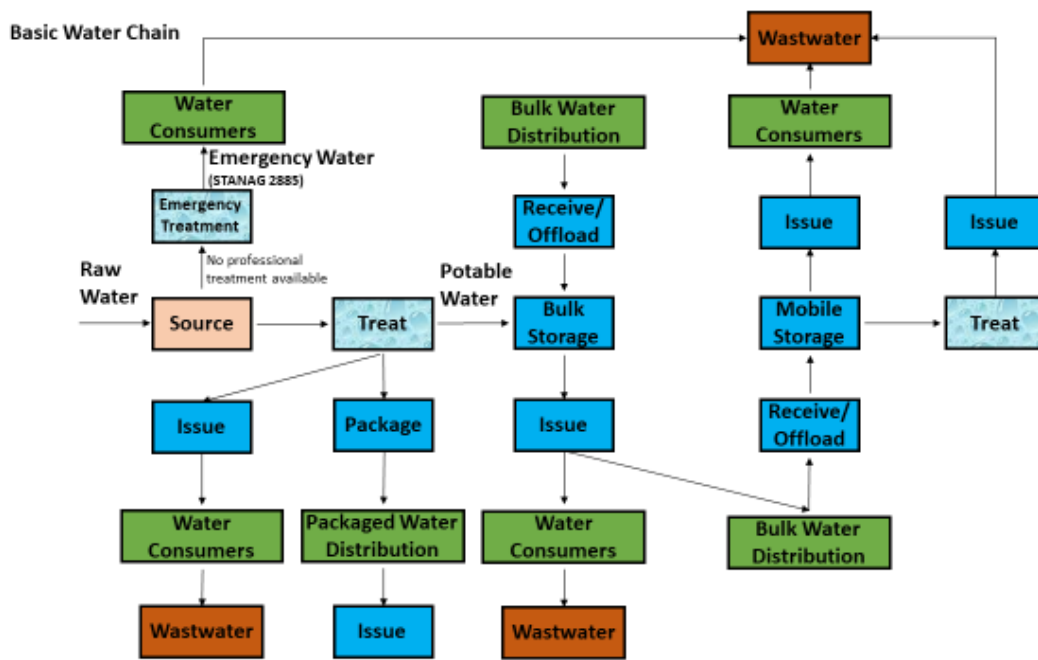 Basic Water Chain
Wastwater
Water
Consumers
Bulk Water
Distribution
Water
Consumers
Emergency Water
(STANAG 2885)
Emergency
Treatment
Receive/
Offload
Issue
Issue
No professional
treatment available
Raw
Water
Potable
Water
Source
Treat
Bulk
Storage
Mobile
Storage
Treat
Issue
Package
Issue
Receive/
Offload
Water
Consumers
Packaged Water
Distribution
Water
Consumers
Bulk Water
Distribution
Wastwater
Issue
Wastwater